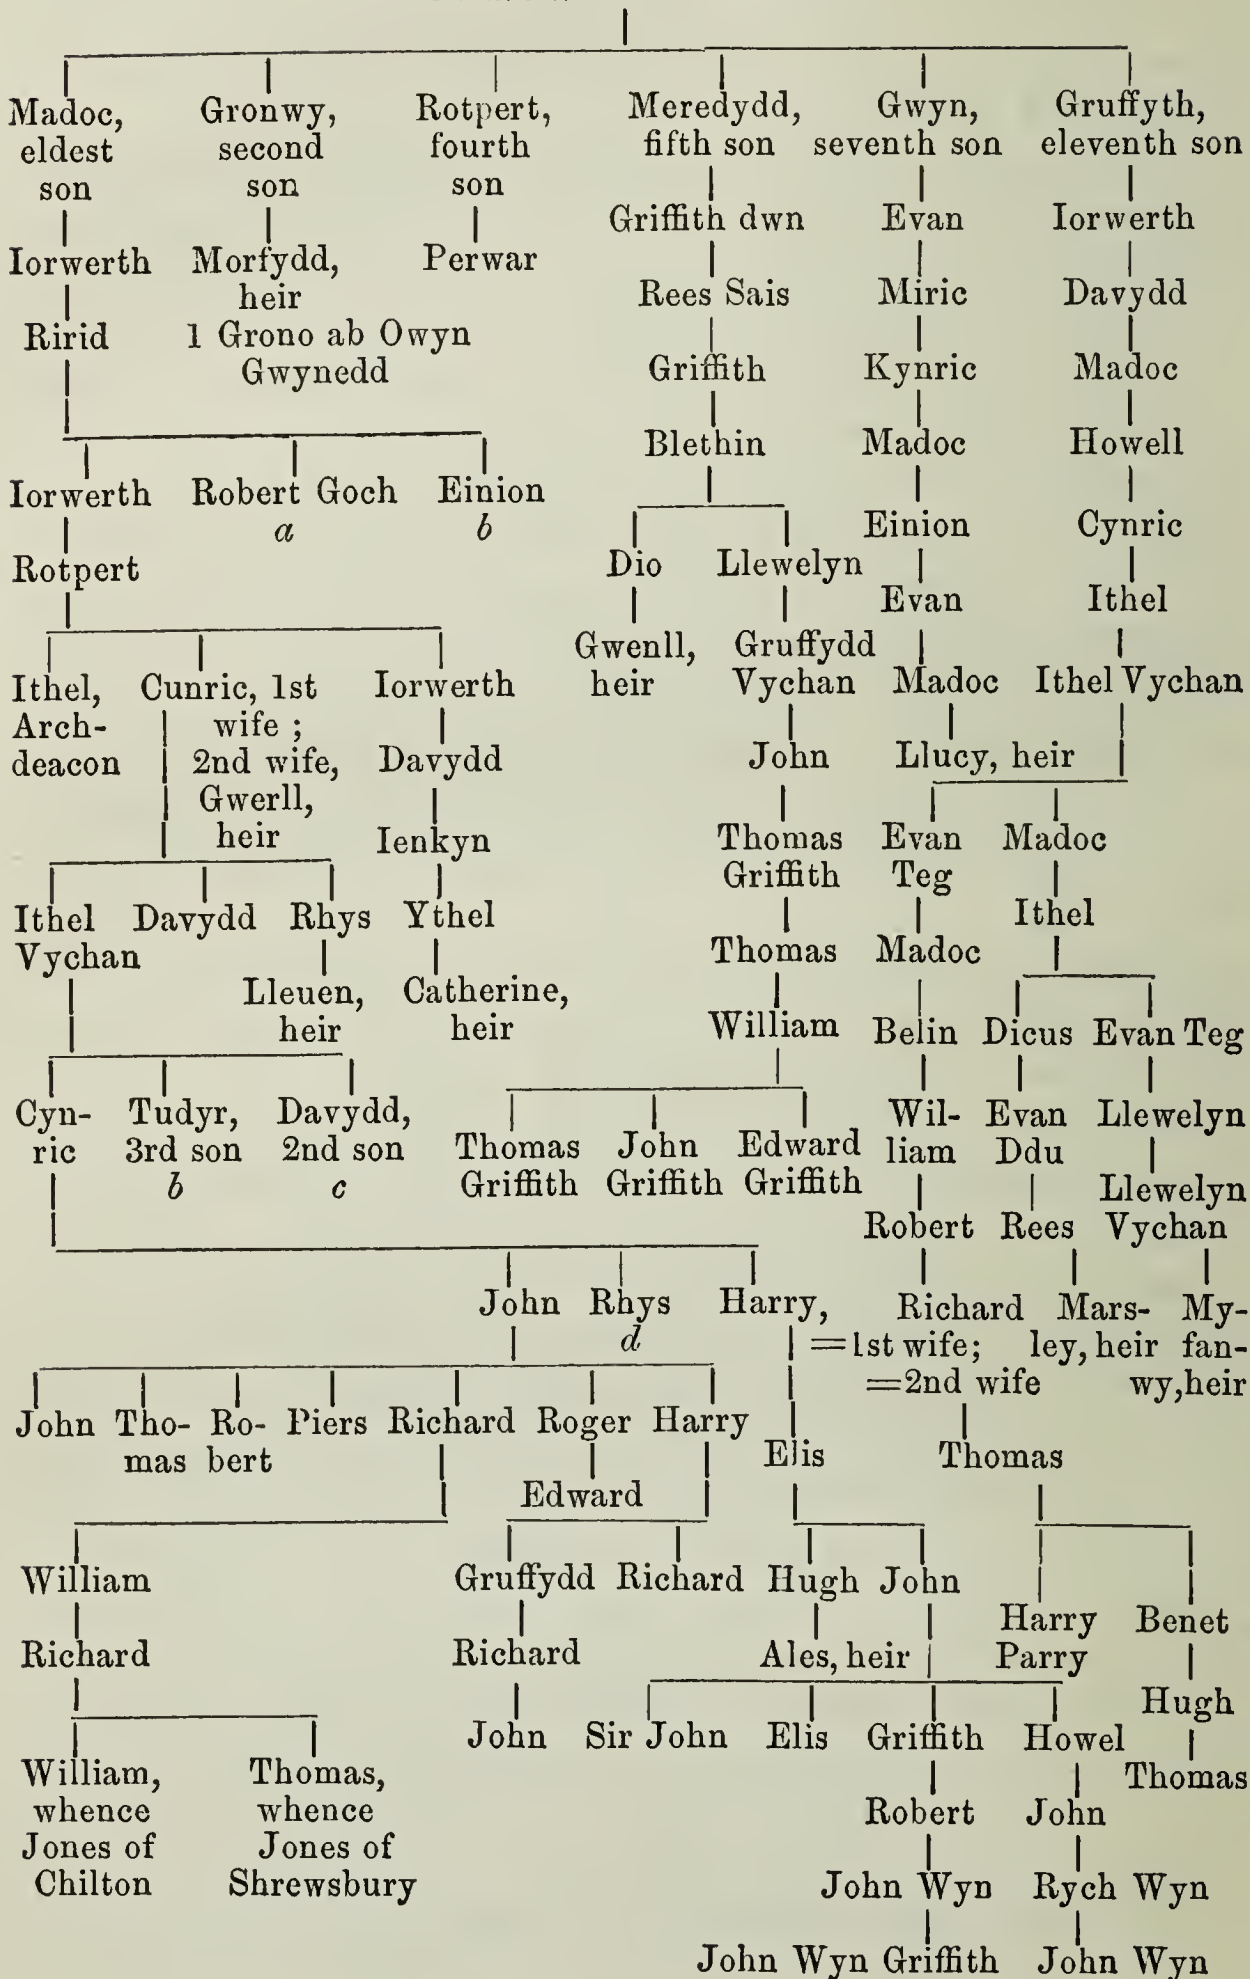 Madoc, Gronwy, Rotpert, Meredydd, Gwyn, Gruffyth,
eldest second fourth fifth son seventh son eleventh son
son son son
Griffith dwn Evan Iorwerth
Iorwerth Morfydd, Perwar
heir Rees Sais Miric Davydd
Ririd 1 Grono ab Owyn
Gwynedd Griffith Kynric Madoc
Blethin Madoc Howell
Iorwerth Robert Goch Einion
a b Einion Cynric
Rotpert Dio Llewelyn
Evan Ithel
Gwenll, Gruffydd
Ithel, Cunric, 1st Iorwerth heir Vychan Madoc Ithel Vychan
Arch- wife ;
deacon 2nd wife, Davydd John Llucy, heir
Gwerll,
heir Ienkyn Thomas Evan Madoc
Griffith Teg
Ithel Davydd Rhys Ythel Ithel
Vychan Thomas Madoc
Lleuen, Catherine,
heir heir William Belin Dicus Evan Teg
Cyn- Tudyr, Davydd, Wil- Evan Llewelyn
ric 3rd son 2nd son Thomas John Edward liam Ddu
b c Griffith Griffith Griffith Llewelyn
Robert Rees Vychan
John Rhys Harry, Richard Mars- My-
d =1st wife; ley, heir fan-
=2nd wife wy, heir
John Tho- Ro- Piers Richard Roger Harry
mas bert Elis Thomas
Edward
William Gruffydd Richard Hugh John
Harry Benet
Richard Richard Ales, heir Parry
Hugh
John Sir John Elis Griffith Howel
William, Thomas, Thomas
whence whence Robert John
Jones of Jones of
Chilton Shrewsbury John Wyn Rych Wyn
John Wyn Griffith John Wyn